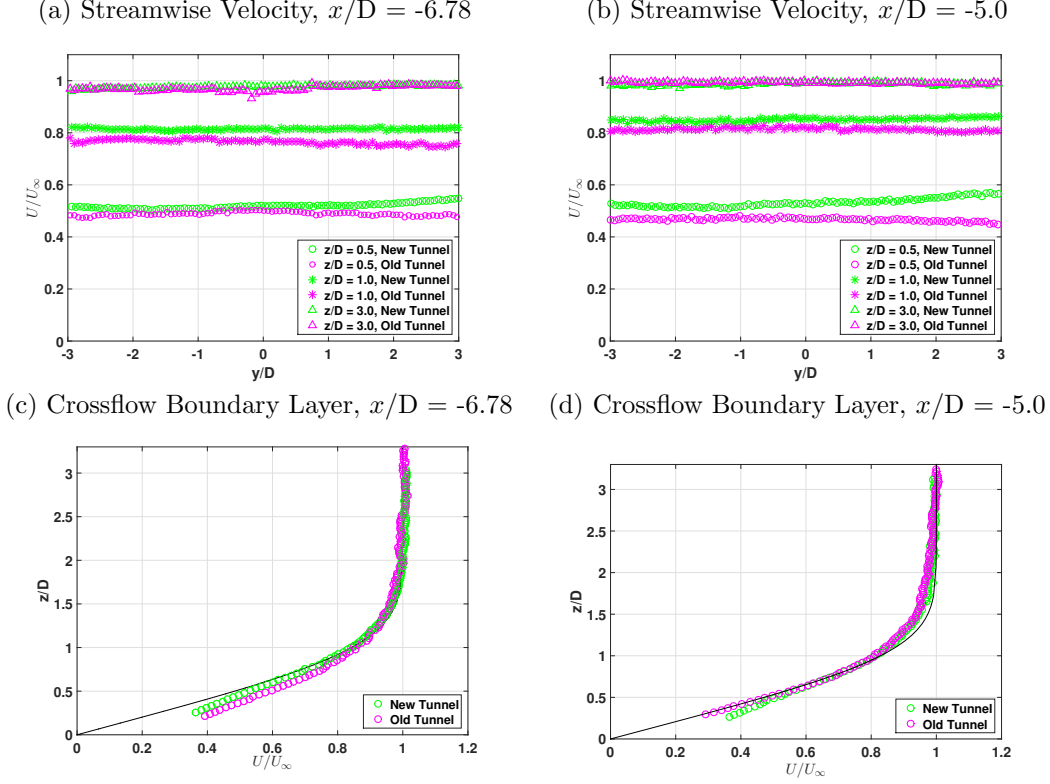 (a) Streamwise Velocity, x/D = -6.78
(b) Streamwise Velocity, x/D = -5.0
1
0.8
0.6
0.4
0.2
0
U/U∞
-3 -2 -1 0 1 2 3
y/D
z/D = 0.5, New Tunnel
z/D = 0.5, Old Tunnel
z/D = 1.0, New Tunnel
z/D = 1.0, Old Tunnel
z/D = 3.0, New Tunnel
z/D = 3.0, Old Tunnel
1
0.8
0.6
0.4
0.2
0
U/U∞
-3 -2 -1 0 1 2 3
y/D
z/D = 0.5, New Tunnel
z/D = 0.5, Old Tunnel
z/D = 1.0, New Tunnel
z/D = 1.0, Old Tunnel
z/D = 3.0, New Tunnel
z/D = 3.0, Old Tunnel
(c) Crossflow Boundary Layer, x/D = -6.78
(d) Crossflow Boundary Layer, x/D = -5.0
3
2.5
2
1.5
1
0.5
0
z/D
0 0.2 0.4 0.6 0.8 1 1.2
U/U∞
New Tunnel
Old Tunnel
3
2.5
2
1.5
1
0.5
0
z/D
0 0.2 0.4 0.6 0.8 1 1.2
U/U∞
New Tunnel
Old Tunnel